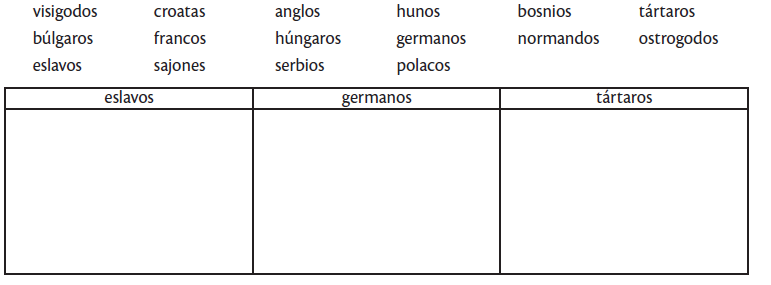 visigodos croatas anglos hunos bosnios tártaros
búlgaros francos húngaros germanos normandos ostrogodos
eslavos sajones serbios polacos
eslavos germanos tártaros